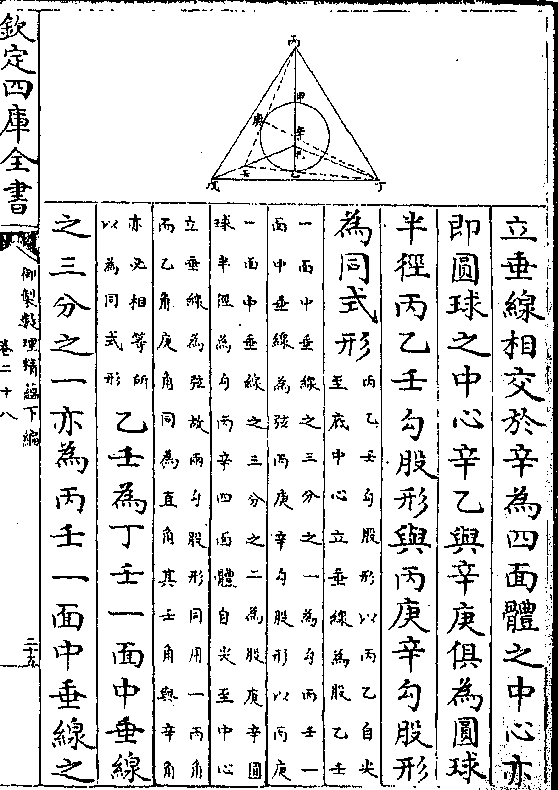 丙
甲
庚
辛
己
壬
戊
乙
丁
立垂線相交於辛為四面體之中心亦
即圓球之中心辛乙與辛庚俱為圓球
半徑丙乙壬勾股形與丙庚辛勾股形
為同式形
丙乙壬勾股形以丙乙自尖
至底中心立垂線為股乙壬
一面中垂線之三分之一為勾丙壬一
面中垂線為弦丙庚辛勾股形以丙庚
一面中垂線之三分之二為股庚辛圓
球半徑為勾丙辛四面體自尖至中心
立垂線為弦故兩勾股形同用一丙角
而乙角庚角同為直角其壬角與辛角
亦必相等所
以為同式形
乙壬為丁壬一面中垂線
之三分之一亦為丙壬一面中垂線之
欽定四庫全書
御製數理精蘊下編
卷二十八